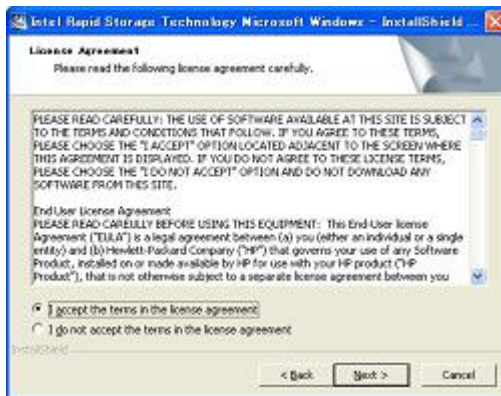 Intel Rapid Storage Technology Microsoft Windows - InstallShield ...
License Agreement
Please read the following license agreement carefully.
PLEASE READ CAREFULLY: THE USE OF SOFTWARE AVAILABLE AT THIS SITE IS SUBJECT
TO THE TERMS AND CONDITIONS THAT FOLLOW. IF YOU AGREE TO THESE TERMS,
PLEASE CHOOSE THE "I ACCEPT" OPTION LOCATED ADJACENT TO THE SCREEN WHERE
THIS AGREEMENT IS DISPLAYED. IF YOU DO NOT AGREE TO THESE LICENSE TERMS,
PLEASE CHOOSE THE "I DO NOT ACCEPT" OPTION AND DO NOT DOWNLOAD ANY
SOFTWARE FROM THIS SITE.
End User License Agreement
PLEASE READ CAREFULLY BEFORE USING THIS EQUIPMENT: This End-User license
Agreement ("EULA") is a legal agreement between (a) you (either an individual or a single
entity) and (b) Hewlett-Packard Company ("HP") that governs your use of any Software
Product, installed on or made available by HP for use with your HP product ("HP
Product"), that is not otherwise subject to a separate license agreement between you
I accept the terms in the license agreement
I do not accept the terms in the license agreement
InstallShield
< Back
Next >
Cancel